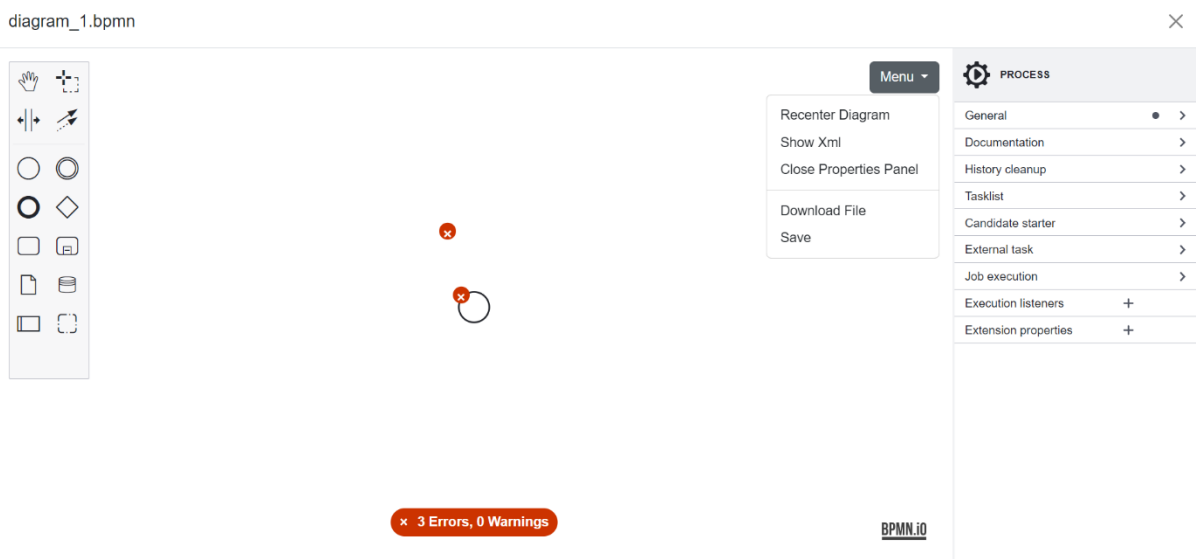 diagram_1.bpmn
Menu
Recenter Diagram
Show Xml
Close Properties Panel
Download File
Save
PROCESS
General
Documentation
History cleanup
Tasklist
Candidate starter
External task
Job execution
Execution listeners
Extension properties
3 Errors, 0 Warnings
BPMN.iO